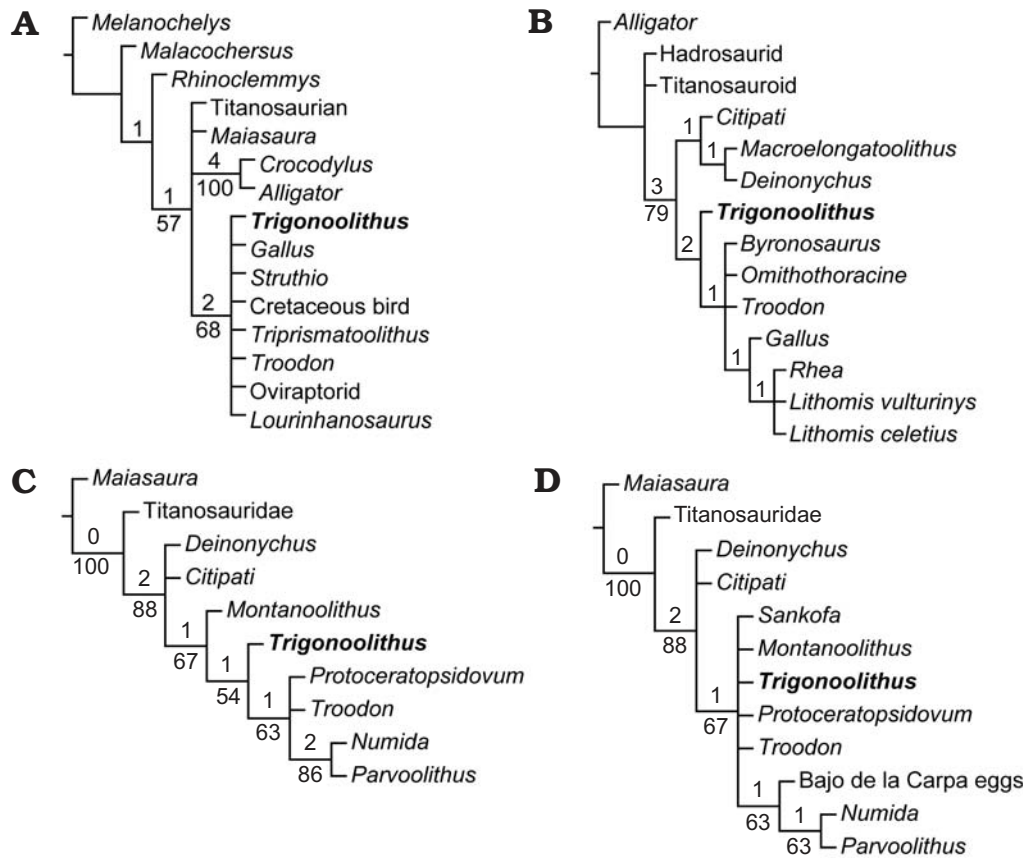 A
Melanochelys
Malacochersus
Rhinoclemmys
1
Titanosaurian
Maiasaura
1
57
4
100
Crocodylus
Alligator
Trigonoolithus
Gallus
Struthio
2
68
Cretaceous bird
Triprismatoolithus
Troodon
Oviraptorid
Lourinhanosaurus
B
Alligator
Hadrosaurid
Titanosauroid
Citipati
1
1
Macroelongatoolithus
Deinonychus
3
79
Trigonoolithus
2
Byronosaurus
Omithothoracine
1
Troodon
Gallus
1
Rhea
1
Lithomis vulturinys
Lithomis celetius
C
Maiasaura
0
100
Titanosauridae
Deinonychus
2
88
Citipati
Montanoolithus
1
67
Trigonoolithus
1
54
Protoceratopsidovum
1
63
Troodon
2
86
Numida
Parvoolithus
D
Maiasaura
0
100
Titanosauridae
Deinonychus
2
88
Citipati
Sankofa
Montanoolithus
1
67
Trigonoolithus
Protoceratopsidovum
Troodon
1
63
Bajo de la Carpa eggs
1
63
Numida
Parvoolithus